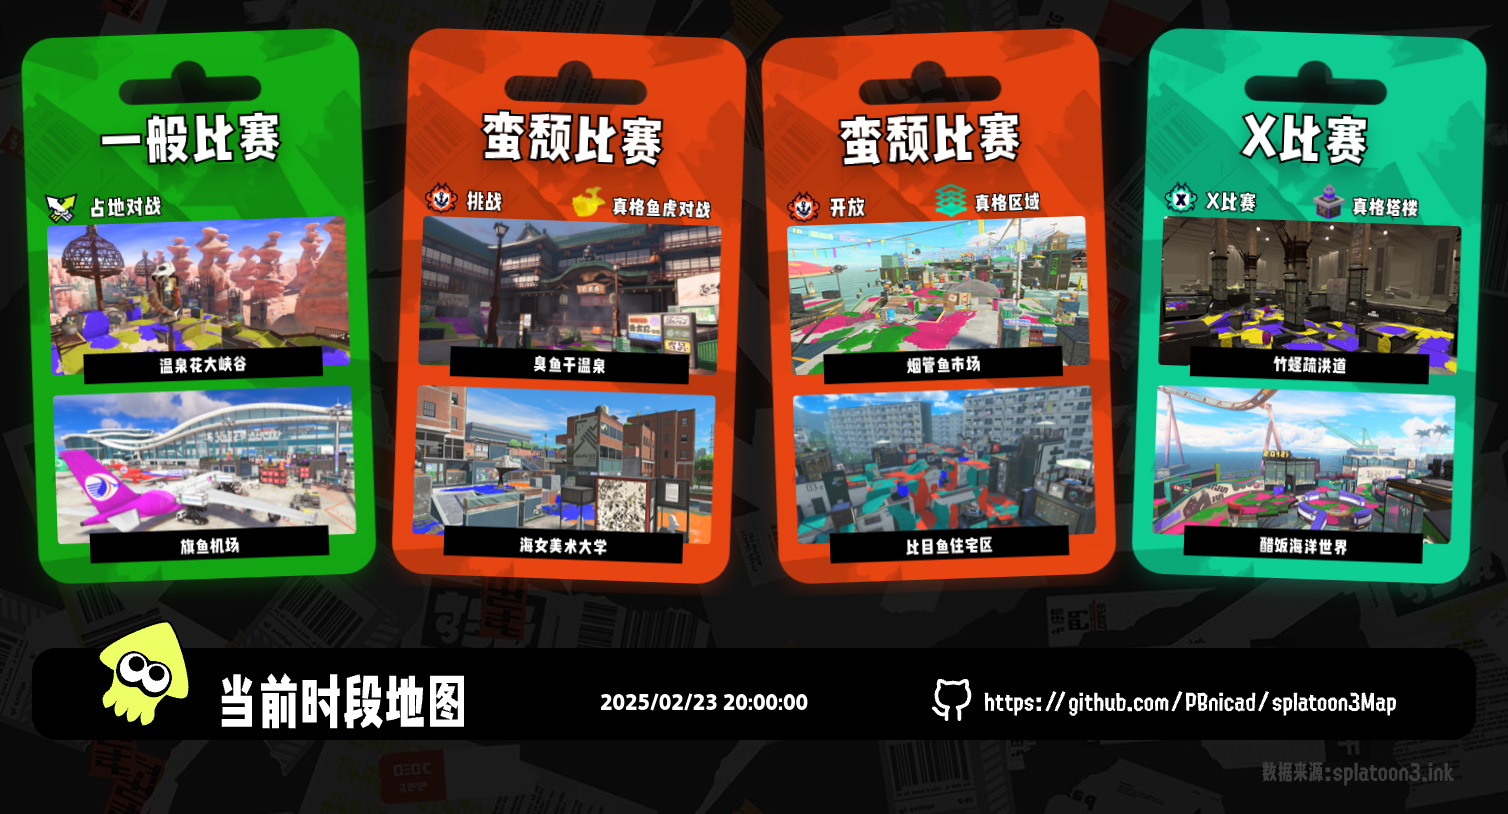 一般比赛
占地对战
温泉花大峡谷
旗鱼机场
蛮颓比赛
挑战
真格鱼虎对战
臭鱼干温泉
海女美术大学
蛮颓比赛
开放
真格区域
烟管鱼市场
比目鱼住宅区
X比赛
X比赛
真格塔楼
竹蛏疏洪道
醋饭海洋世界
当前时段地图
2025/02/23 20:00:00
https://github.com/PBnicad/splatoon3Map
数据来源:splatoon3.ink